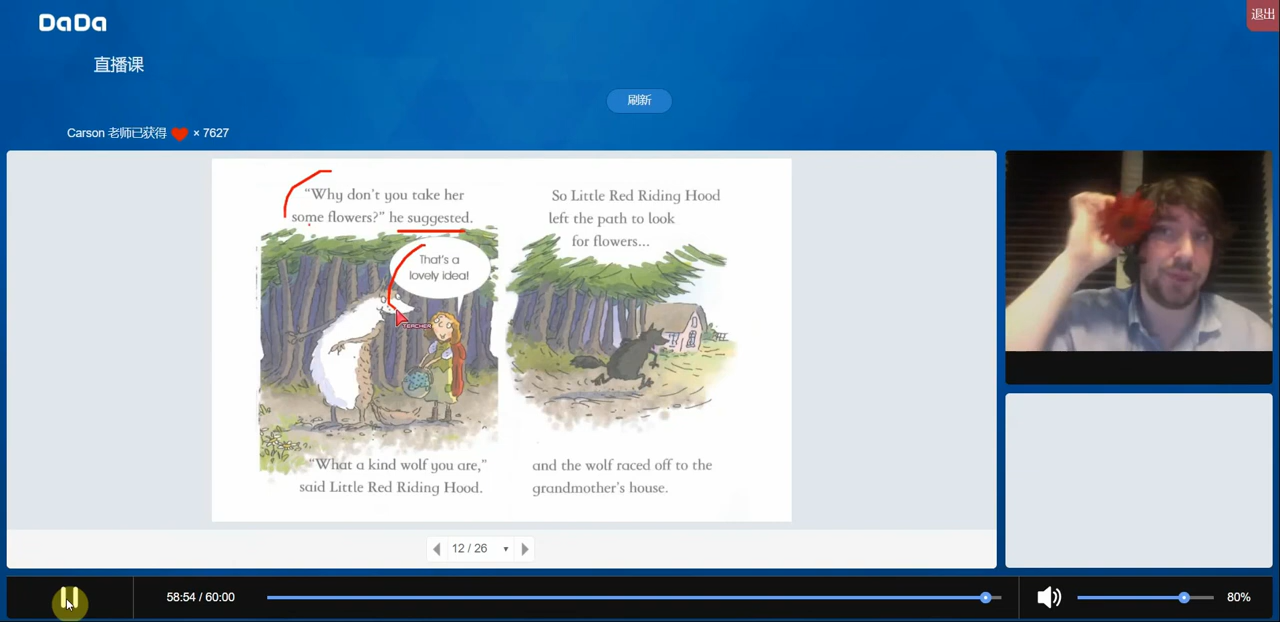 DaDa
退出
直播课
刷新
Carson 老师已获得 × 7627
“Why don't you take her
some flowers?” he suggested.
That's a
lovely idea!
TEACHER
“What a kind wolf you are,”
said Little Red Riding Hood.
So Little Red Riding Hood
left the path to look
for flowers...
and the wolf raced off to the
grandmother's house.
12 / 26
58:54 / 60:00
80%